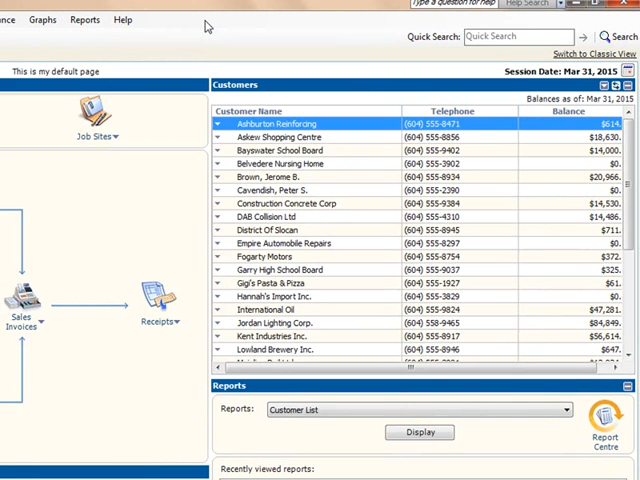 Type a question for help
Help Search
Graphs Reports Help
Quick Search: Quick Search Search
Switch to Classic View
This is my default page
Session Date: Mar 31, 2015
Customers
Balances as of: Mar 31, 2015
Customer Name Telephone Balance
Ashburton Reinforcing (604) 555-8471 $614.
Askew Shopping Centre (604) 555-8856 $18,630.
Bayswater School Board (604) 555-9402 $14,000.
Belvedere Nursing Home (604) 555-3902 $0.
Brown, Jerome B. (604) 555-8934 $20,966.
Cavendish, Peter S. (604) 555-2390 $0.
Construction Concrete Corp (604) 555-9384 $14,530.
DAB Collision Ltd (604) 555-4310 $14,486.
District Of Slocan (604) 555-8945 $711.
Empire Automobile Repairs (604) 555-8297 $0.
Fogarty Motors (604) 555-8754 $372.
Garry High School Board (604) 555-9037 $325.
Gigi's Pasta & Pizza (604) 555-1927 $61.
Hannah's Import Inc. (604) 555-3829 $0.
International Oil (604) 555-9824 $47,281.
Jordan Lighting Corp. (604) 558-9465 $84,849.
Kent Industries Inc. (604) 555-8917 $56,614.
Lowland Brewery Inc. (604) 555-8946 $647.
Job Sites
Sales
Invoices
Receipts
Reports
Reports: Customer List
Display
Report
Centre
Recently viewed reports: